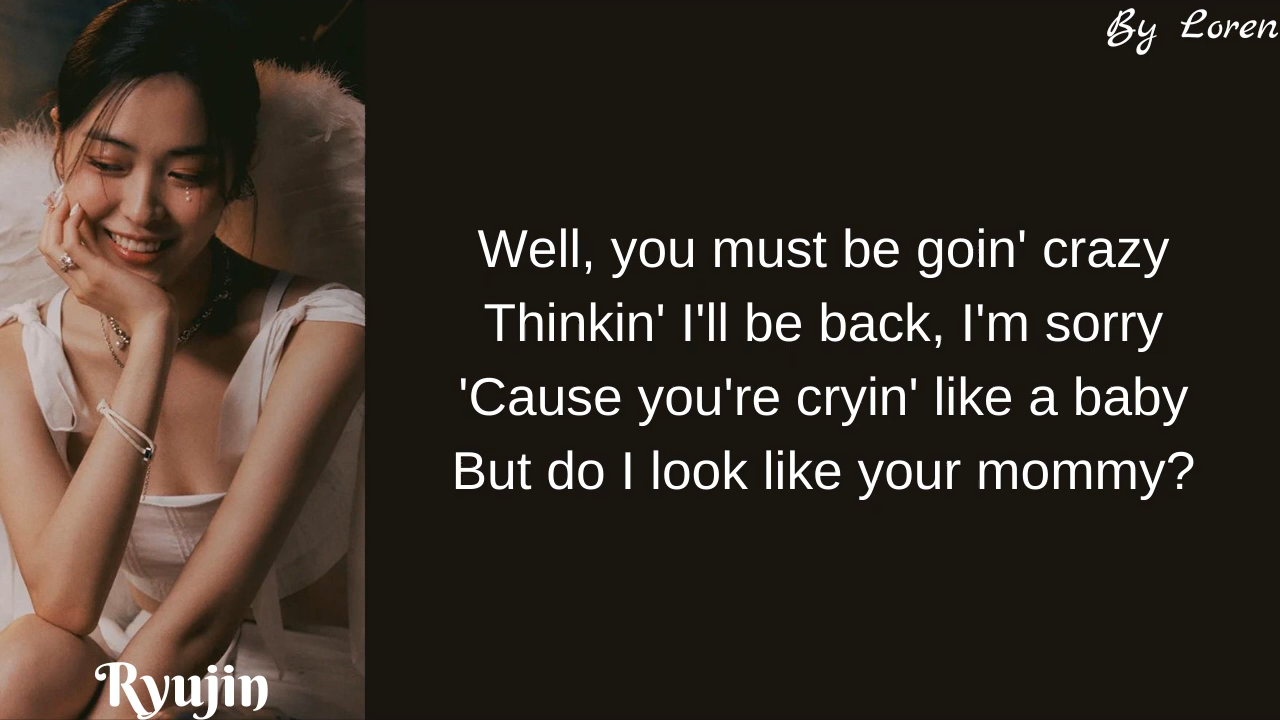 By Loren
Well, you must be goin' crazy
Thinkin' I'll be back, I'm sorry
'Cause you're cryin' like a baby
But do I look like your mommy?
Ryujin